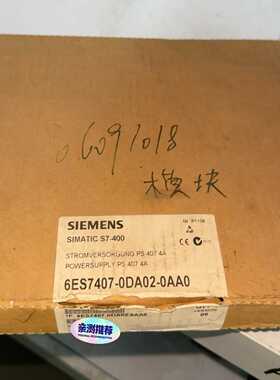 06091018
模块
SIEMENS
SIMATIC S7-400
STROMVERSORGUNG PS 407 4A
POWERSUPPLY PS 407 4A
6ES7407-0DA02-0AA0
亲测推荐